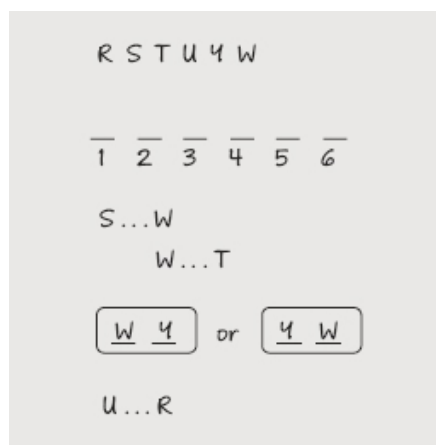 R S T U Y W
1 2 3 4 5 6
S...W
W...T
W Y or Y W
U...R